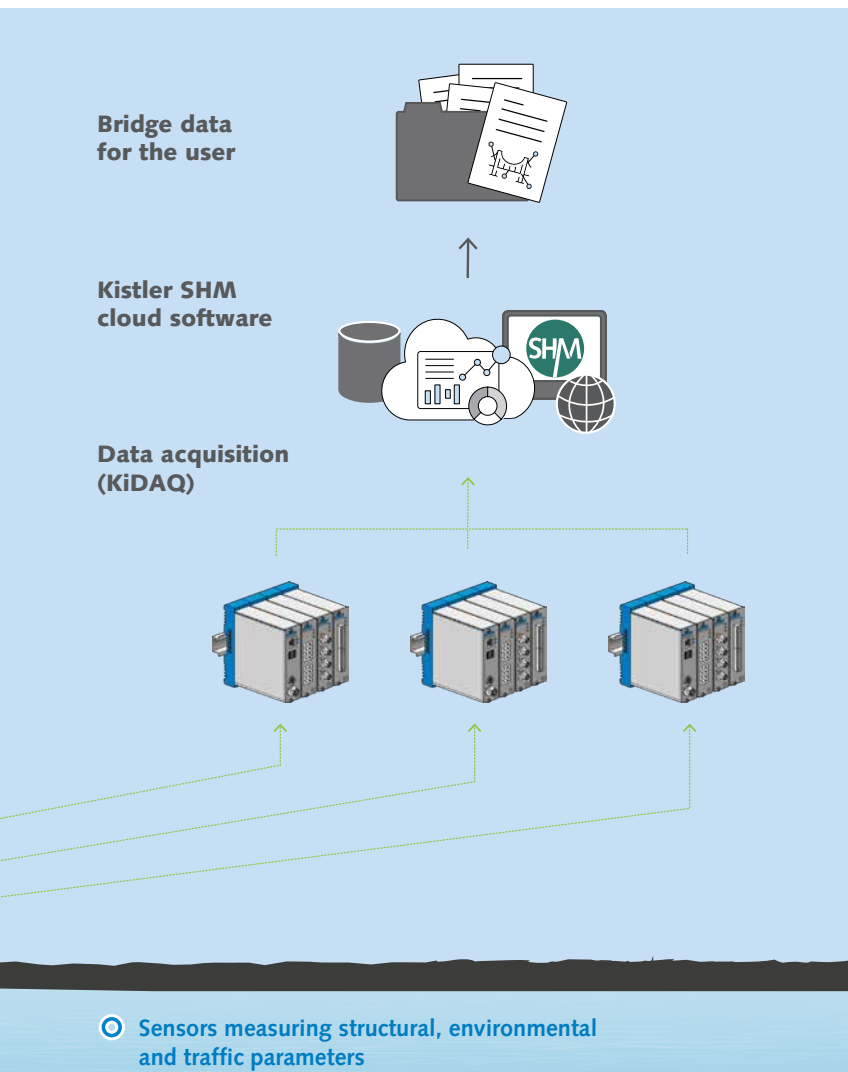 Bridge data
for the user
Kistler SHM
cloud software
SHM
Data acquisition
(KiDAQ)
Sensors measuring structural, environmental
and traffic parameters